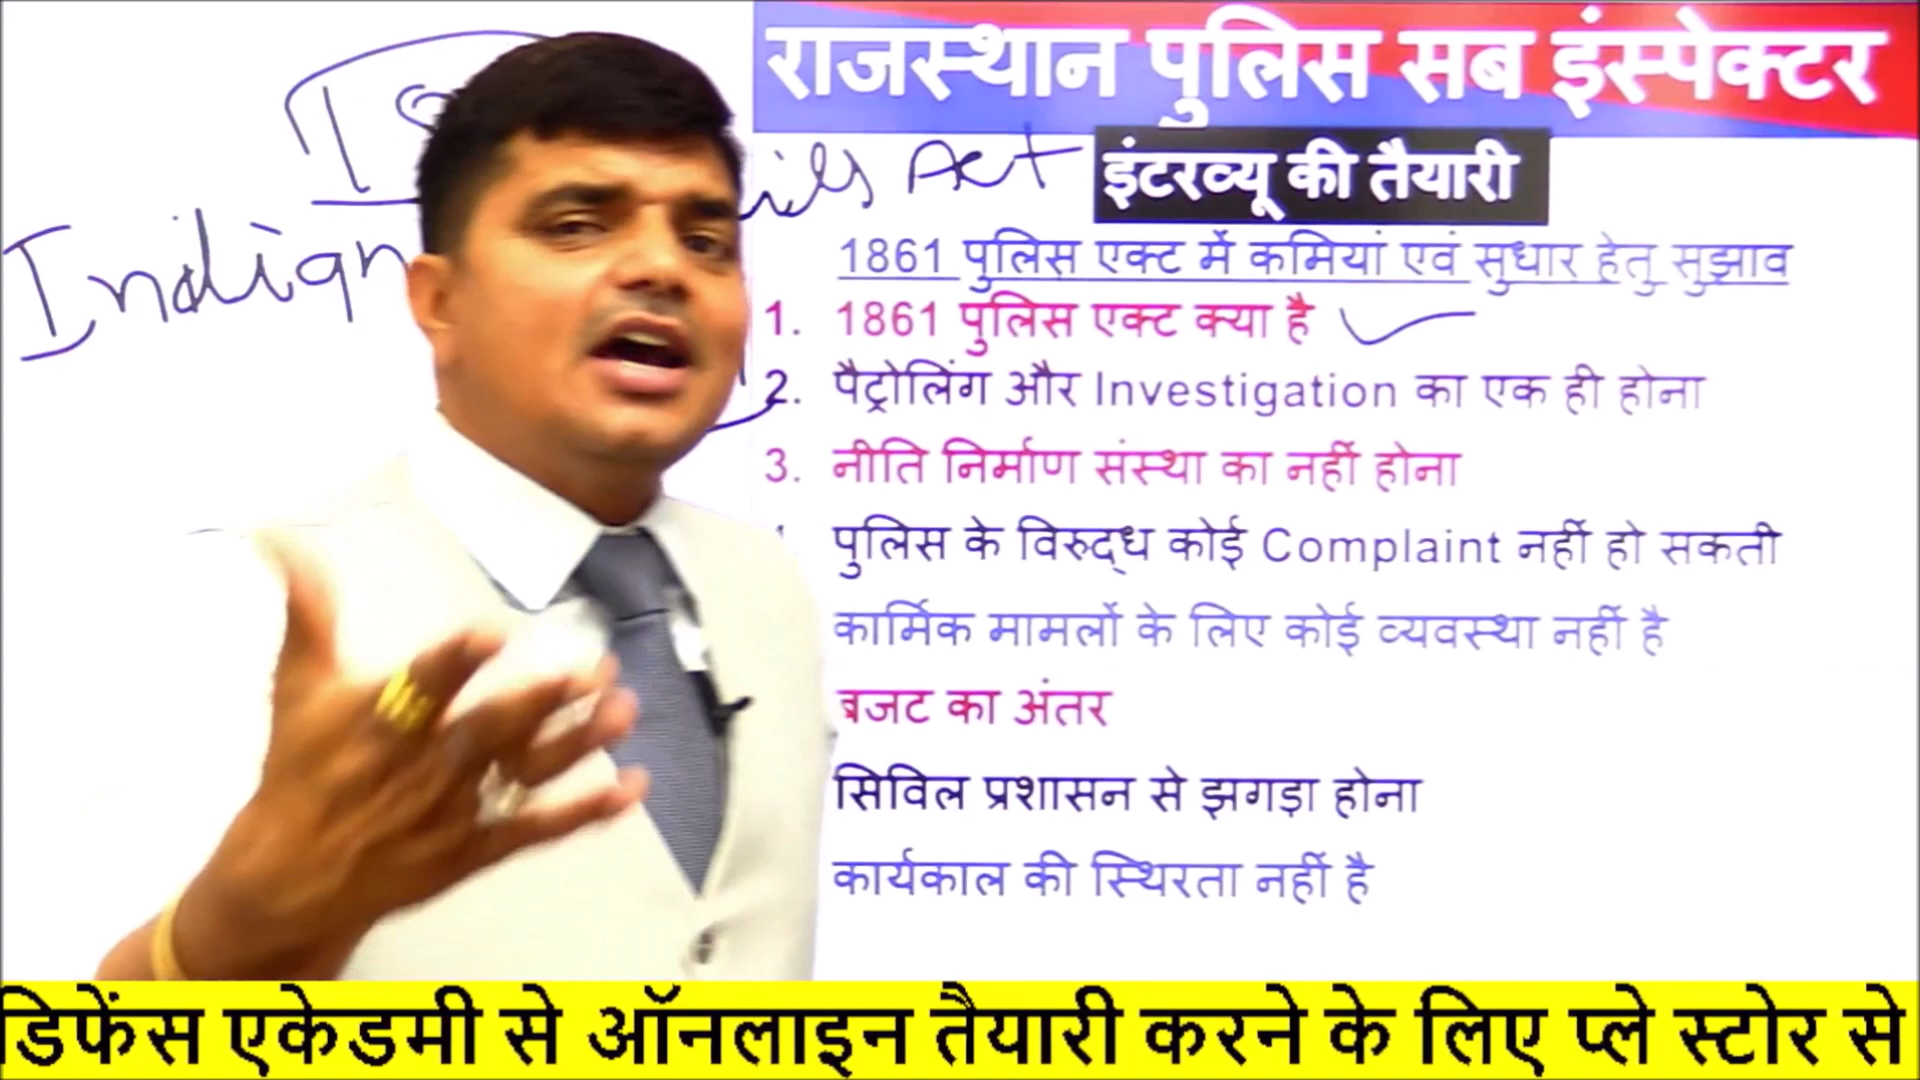 राजस्थान पुलिस सब इंस्पेक्टर
इंटरव्यू की तैयारी
Act
Indian
1861 पुलिस एक्ट में कमियां एवं सुधार हेतु सुझाव
1. 1861 पुलिस एक्ट क्या है
2. पैट्रोलिंग और Investigation का एक ही होना
3. नीति निर्माण संस्था का नहीं होना
पुलिस के विरुद्ध कोई Complaint नहीं हो सकती
कार्मिक मामलों के लिए कोई व्यवस्था नहीं है
बजट का अंतर
सिविल प्रशासन से झगड़ा होना
कार्यकाल की स्थिरता नहीं है
डिफेंस एकेडमी से ऑनलाइन तैयारी करने के लिए प्ले स्टोर से